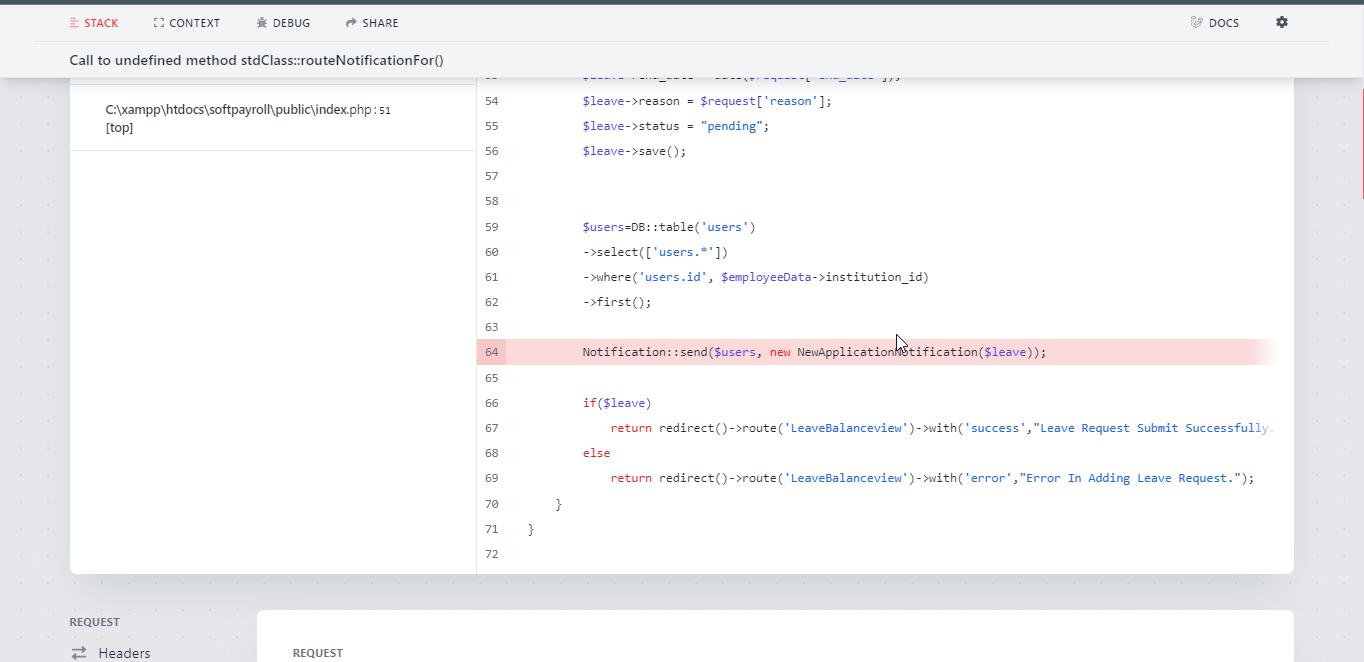 STACK CONTEXT DEBUG SHARE DOCS
Call to undefined method stdClass::routeNotificationFor()
C:\xampp\htdocs\softpayroll\public\index.php:51
[top]
54 $leave->reason = $request['reason'];
55 $leave->status = "pending";
56 $leave->save();
57
58
59 $users=DB::table('users')
60 ->select(['users.*'])
61 ->where('users.id', $employeeData->institution_id)
62 ->first();
63
64 Notification::send($users, new NewApplicationNotification($leave));
65
66 if($leave)
67 return redirect()->route('LeaveBalanceview')->with('success',"Leave Request Submit Successfully.
68 else
69 return redirect()->route('LeaveBalanceview')->with('error',"Error In Adding Leave Request.");
70 }
71 }
72
REQUEST
Headers
REQUEST